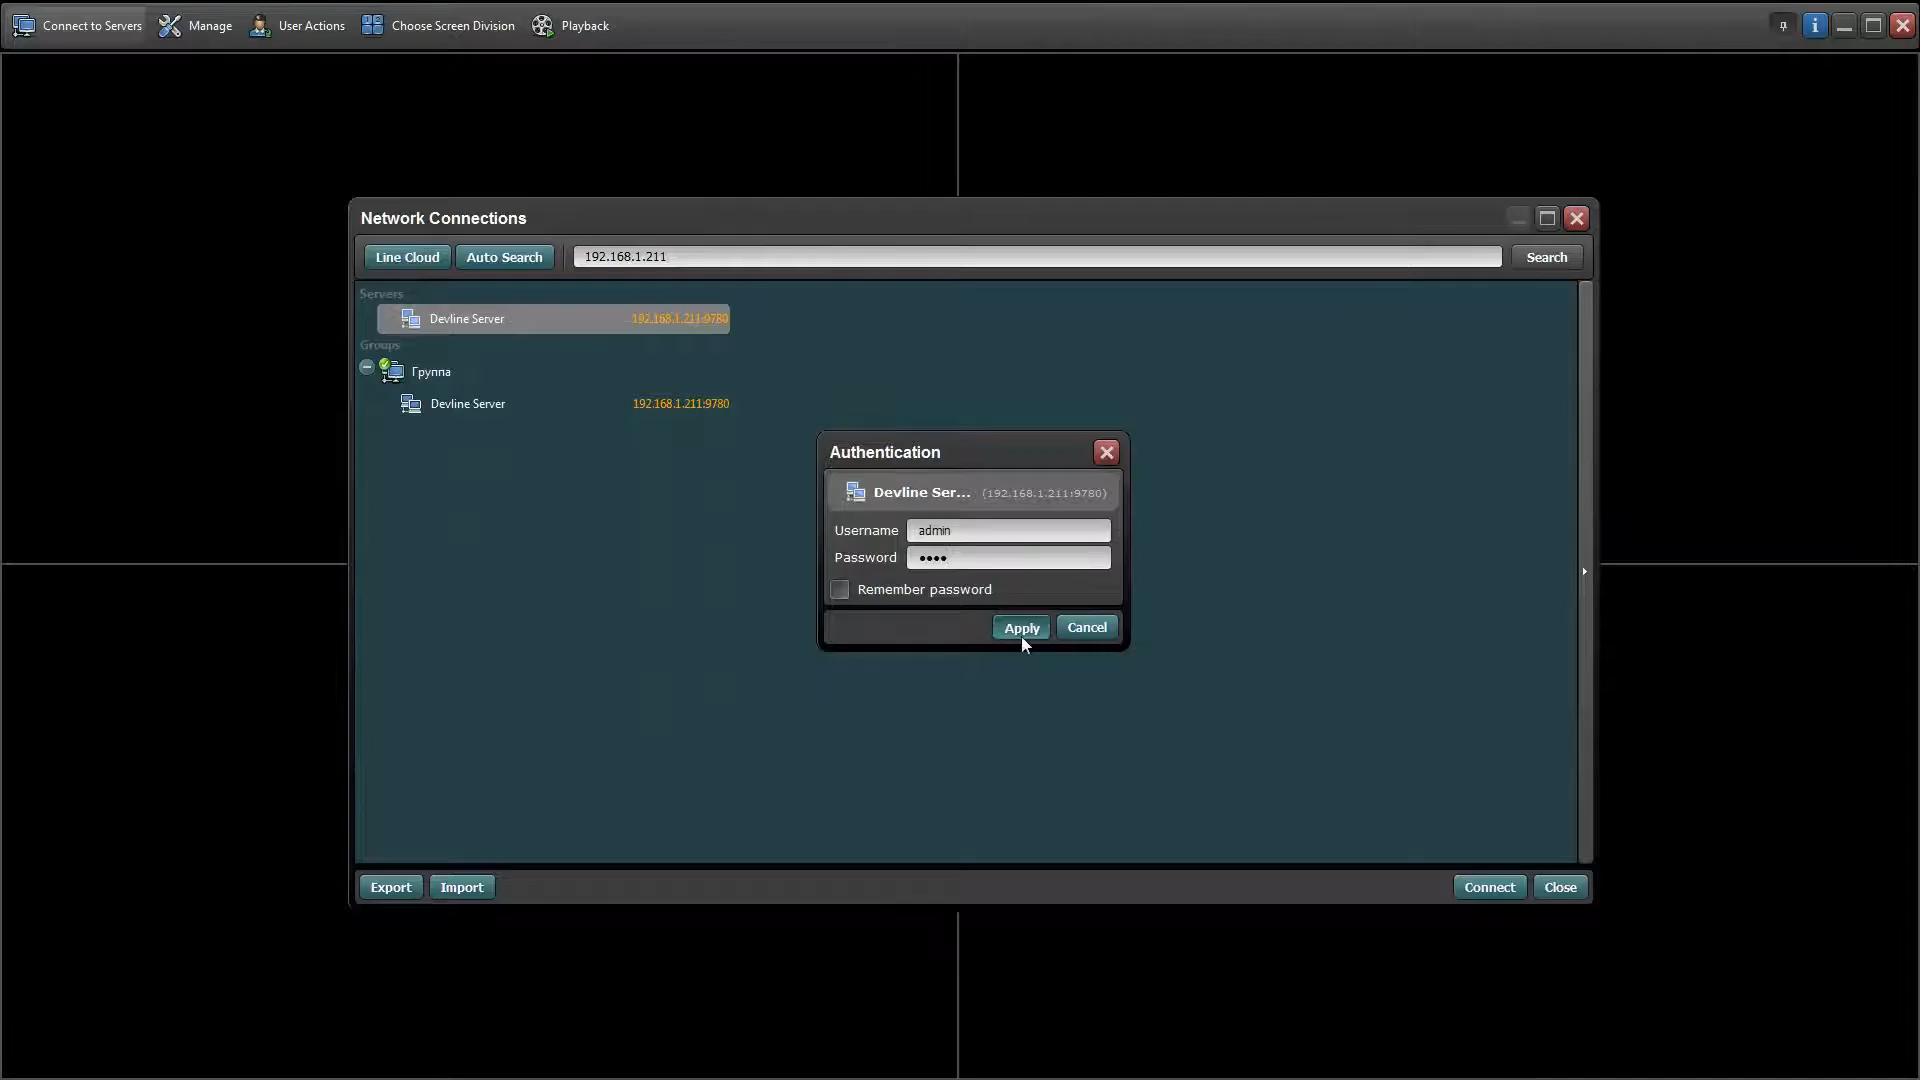 Connect to Servers Manage User Actions Choose Screen Division Playback
Network Connections
Line Cloud Auto Search 192.168.1.211 Search
Servers
Devline Server 192.168.1.211:9780
Groups
Группа
Devline Server 192.168.1.211:9780
Authentication
Devline Ser... (192.168.1.211:9780)
Username admin
Password ••••
Remember password
Apply Cancel
Export Import Connect Close